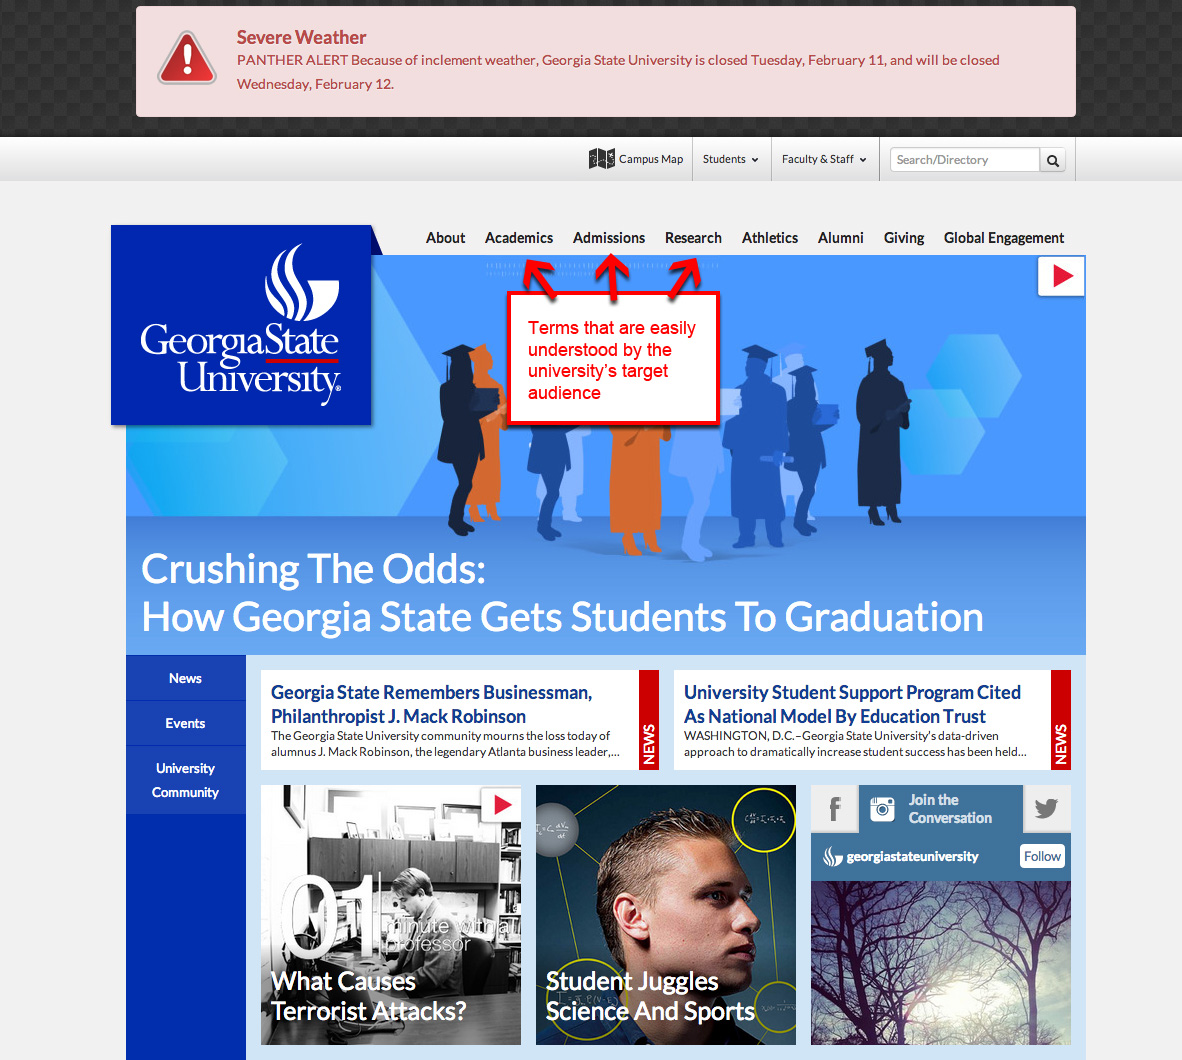 Severe Weather
PANTHER ALERT Because of inclement weather, Georgia State University is closed Tuesday, February 11, and will be closed
Wednesday, February 12.
Campus Map
Students
Faculty & Staff
Search/Directory
About
Academics
Admissions
Research
Athletics
Alumni
Giving
Global Engagement
GeorgiaState
University®
Terms that are easily
understood by the
university's target
audience
Crushing The Odds:
How Georgia State Gets Students To Graduation
News
Events
University
Community
Georgia State Remembers Businessman,
Philanthropist J. Mack Robinson
The Georgia State University community mourns the loss today of
alumnus J. Mack Robinson, the legendary Atlanta business leader,...
NEWS
University Student Support Program Cited
As National Model By Education Trust
WASHINGTON, D.C.–Georgia State University's data-driven
approach to dramatically increase student success has been held...
NEWS
01
minute with a
professor
What Causes
Terrorist Attacks?
Student Juggles
Science And Sports
Join the
Conversation
georgiastateuniversity
Follow